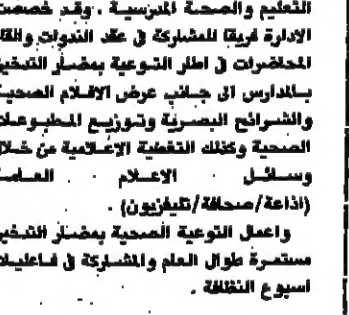 التعليم والصحة المدرسية . وقد خصصت
الادارة فريقا للمشاركة في عقد الندوات والقاء
المحاضرات في اطار التوعية بمضار التدخين
بالمدارس الى جانب عرض الافلام الصحية
والشرائح البصرية وتوزيع المطبوعات
الصحية وكذلك التغطية الاعلامية من خلال
وسائل الاعلام العامة
(اذاعة/صحافة/تليفزيون) .
واعمال التوعية الصحية بمضار التدخين
مستمرة طوال العام والمشاركة في فاعليات
اسبوع النظافة .